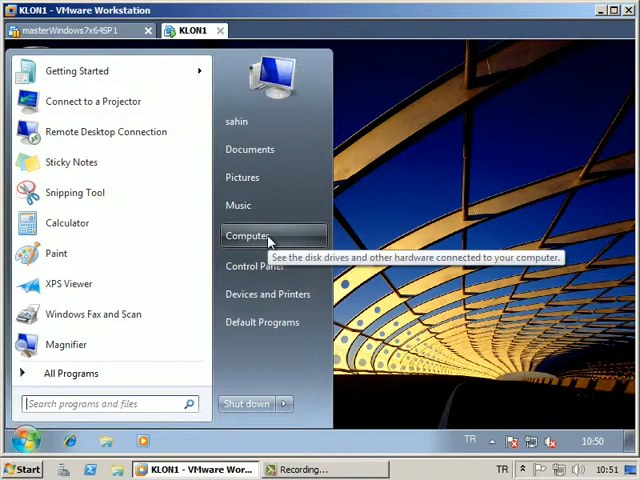 KLON1 - VMware Workstation
masterWindows7x64SP1
KLON1
Getting Started
Connect to a Projector
Remote Desktop Connection
Sticky Notes
Snipping Tool
Calculator
Paint
XPS Viewer
Windows Fax and Scan
Magnifier
All Programs
Search programs and files
sahin
Documents
Pictures
Music
Computer
See the disk drives and other hardware connected to your computer.
Control Panel
Devices and Printers
Default Programs
Shut down
TR
10:50
Start
KLON1 - VMware Wor...
Recording...
TR
10:51